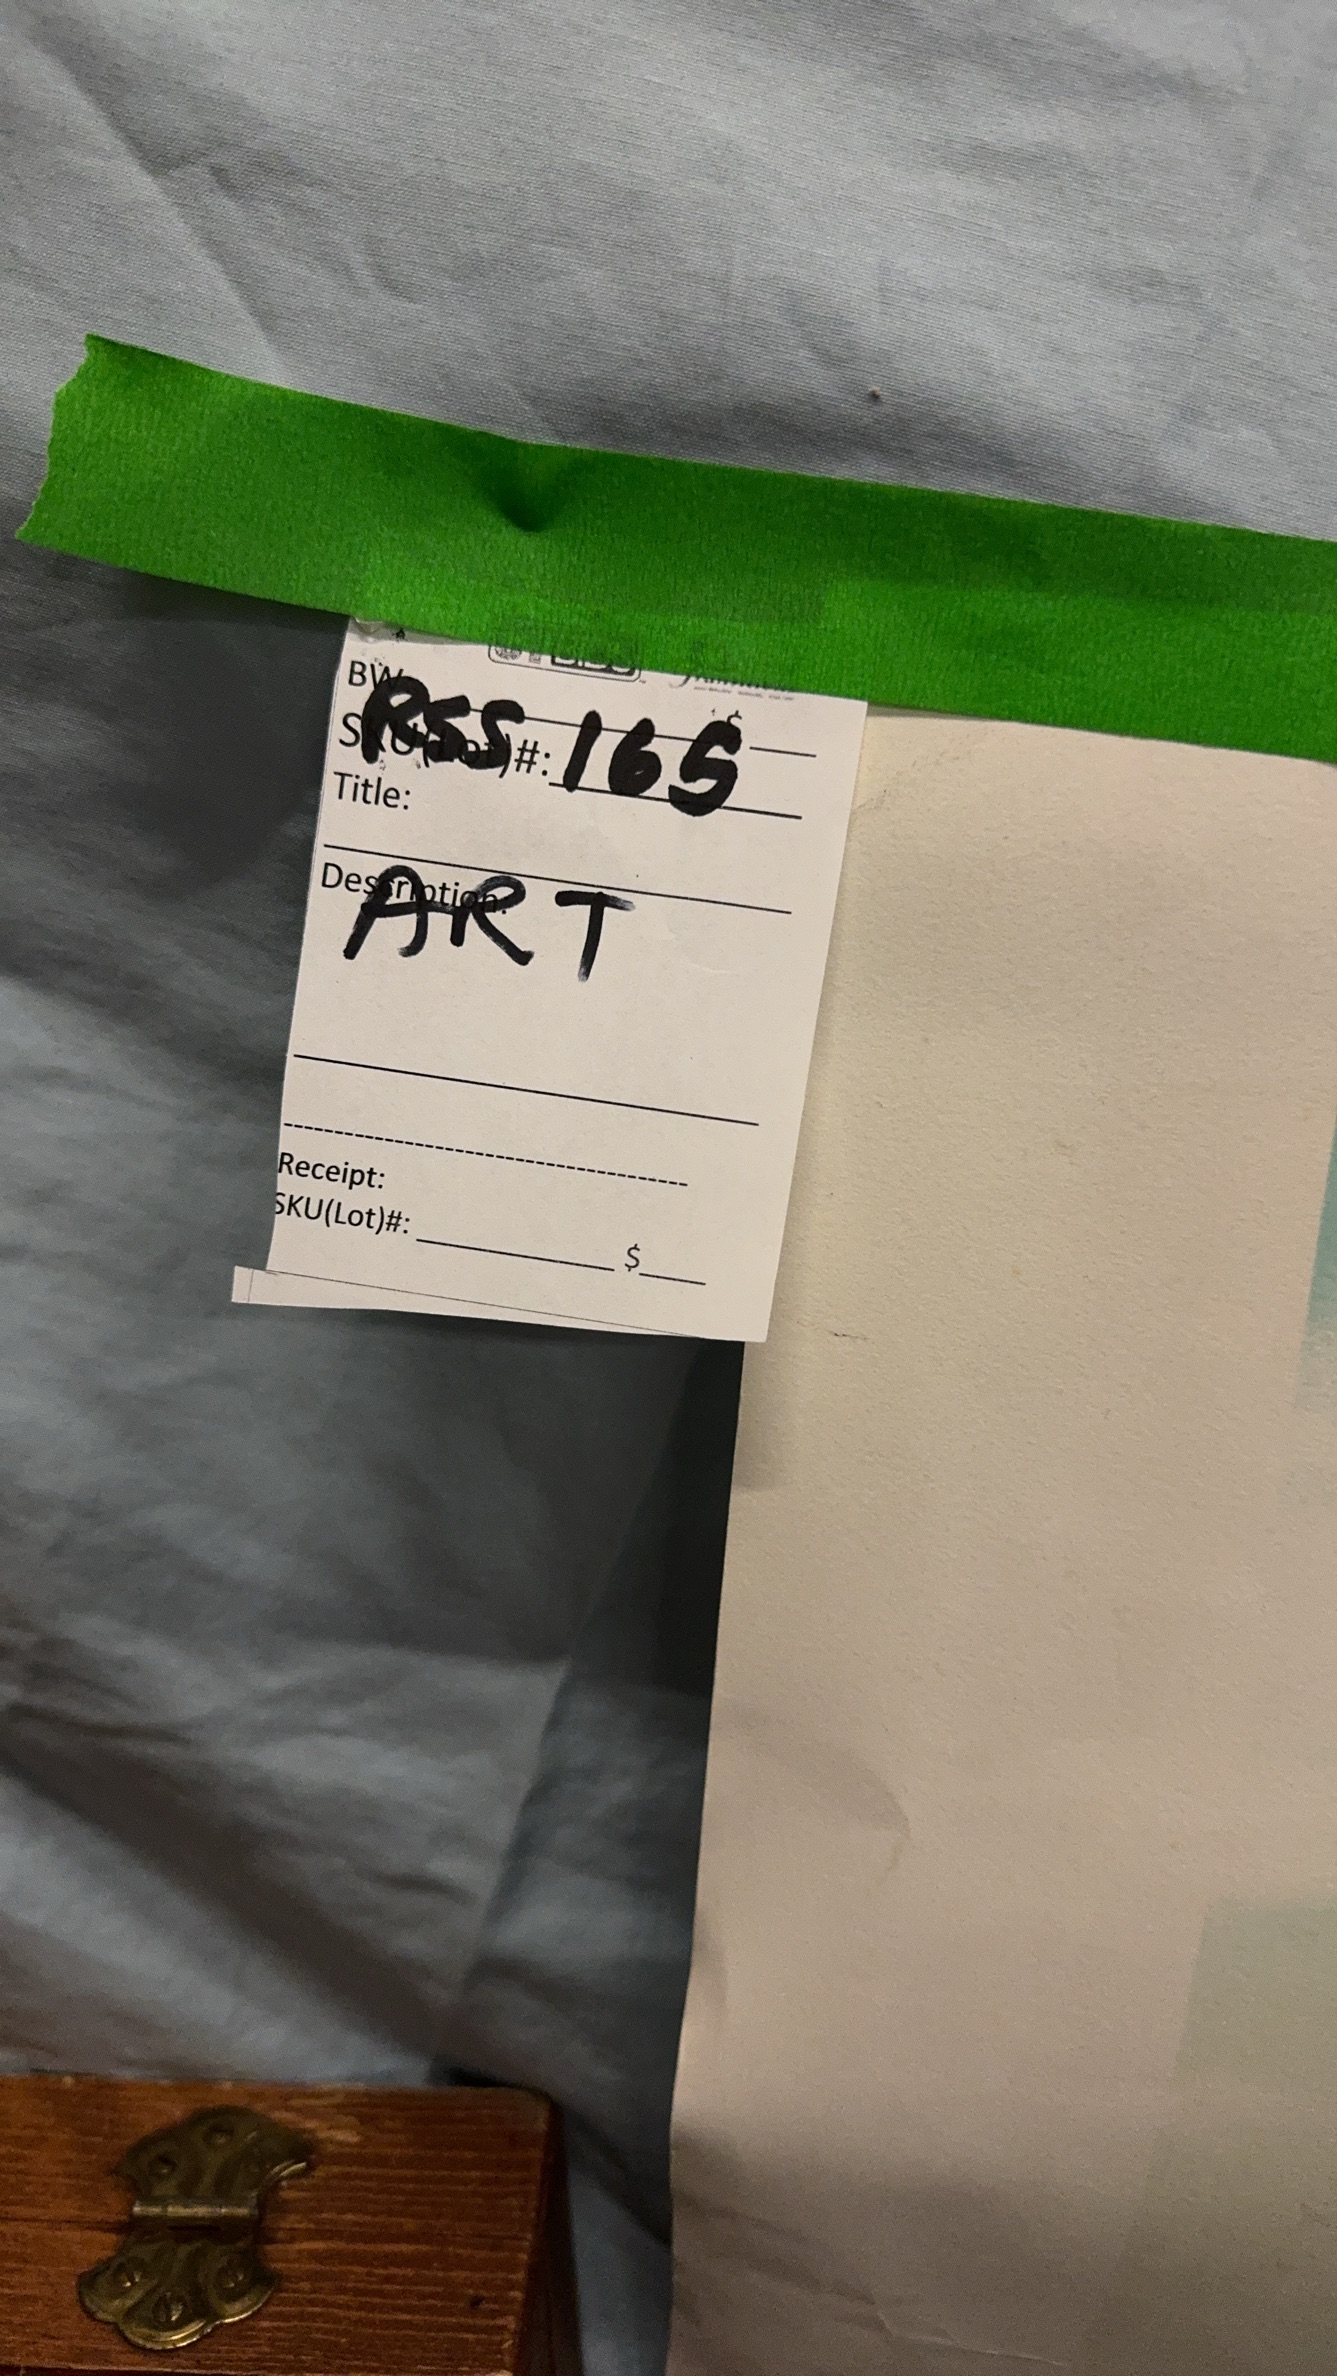 BW
RSS 165
SKU(Lot)#:
Title:
Description:
ART
Receipt:
SKU(Lot)#: $